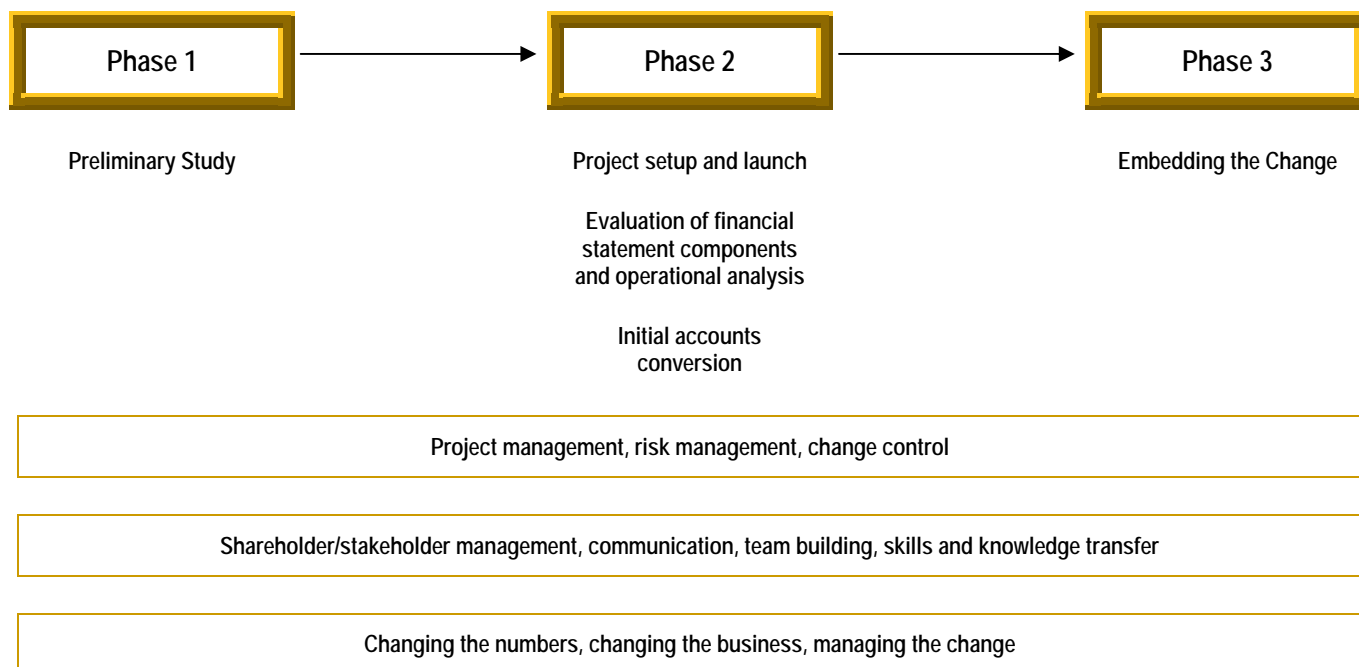 Phase 1
Phase 2
Phase 3
Preliminary Study
Project setup and launch
Embedding the Change
Evaluation of financial
statement components
and operational analysis
Initial accounts
conversion
Project management, risk management, change control
Shareholder/stakeholder management, communication, team building, skills and knowledge transfer
Changing the numbers, changing the business, managing the change